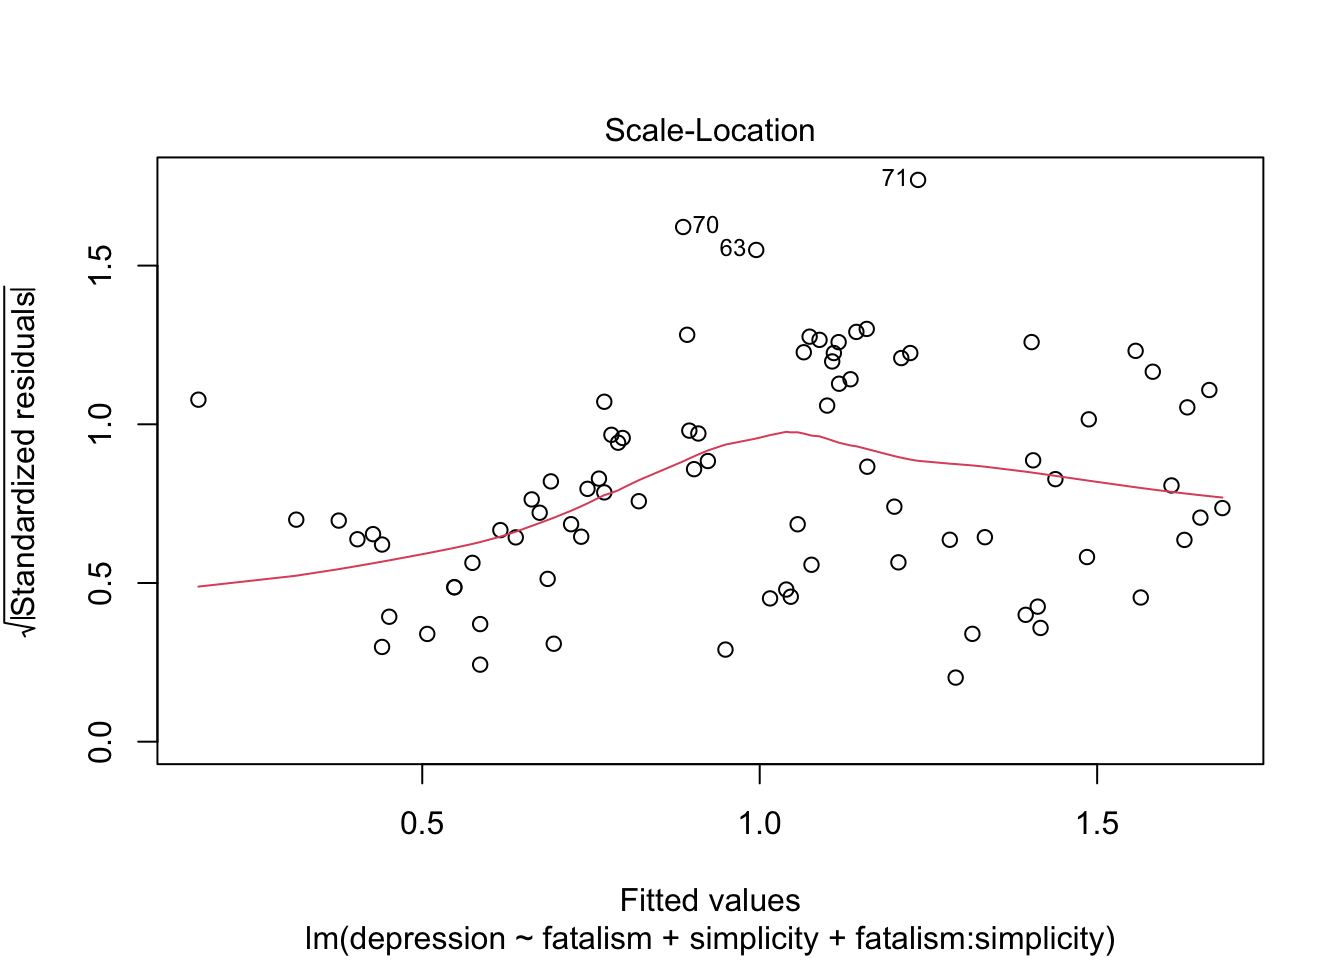 Scale-Location
71
70
63
√|Standardized residuals|
1.5
1.0
0.5
0.0
0.5 1.0 1.5
Fitted values
lm(depression ~ fatalism + simplicity + fatalism:simplicity)